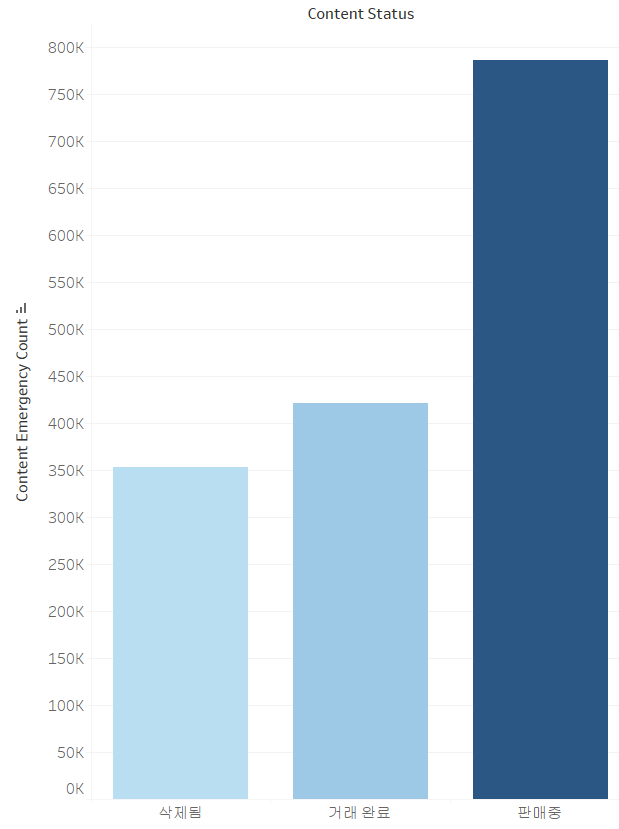 Content Status
800K
750K
700K
650K
600K
550K
500K
450K
400K
350K
300K
250K
200K
150K
100K
50K
0K
Content Emergency Count
삭제됨
거래 완료
판매중